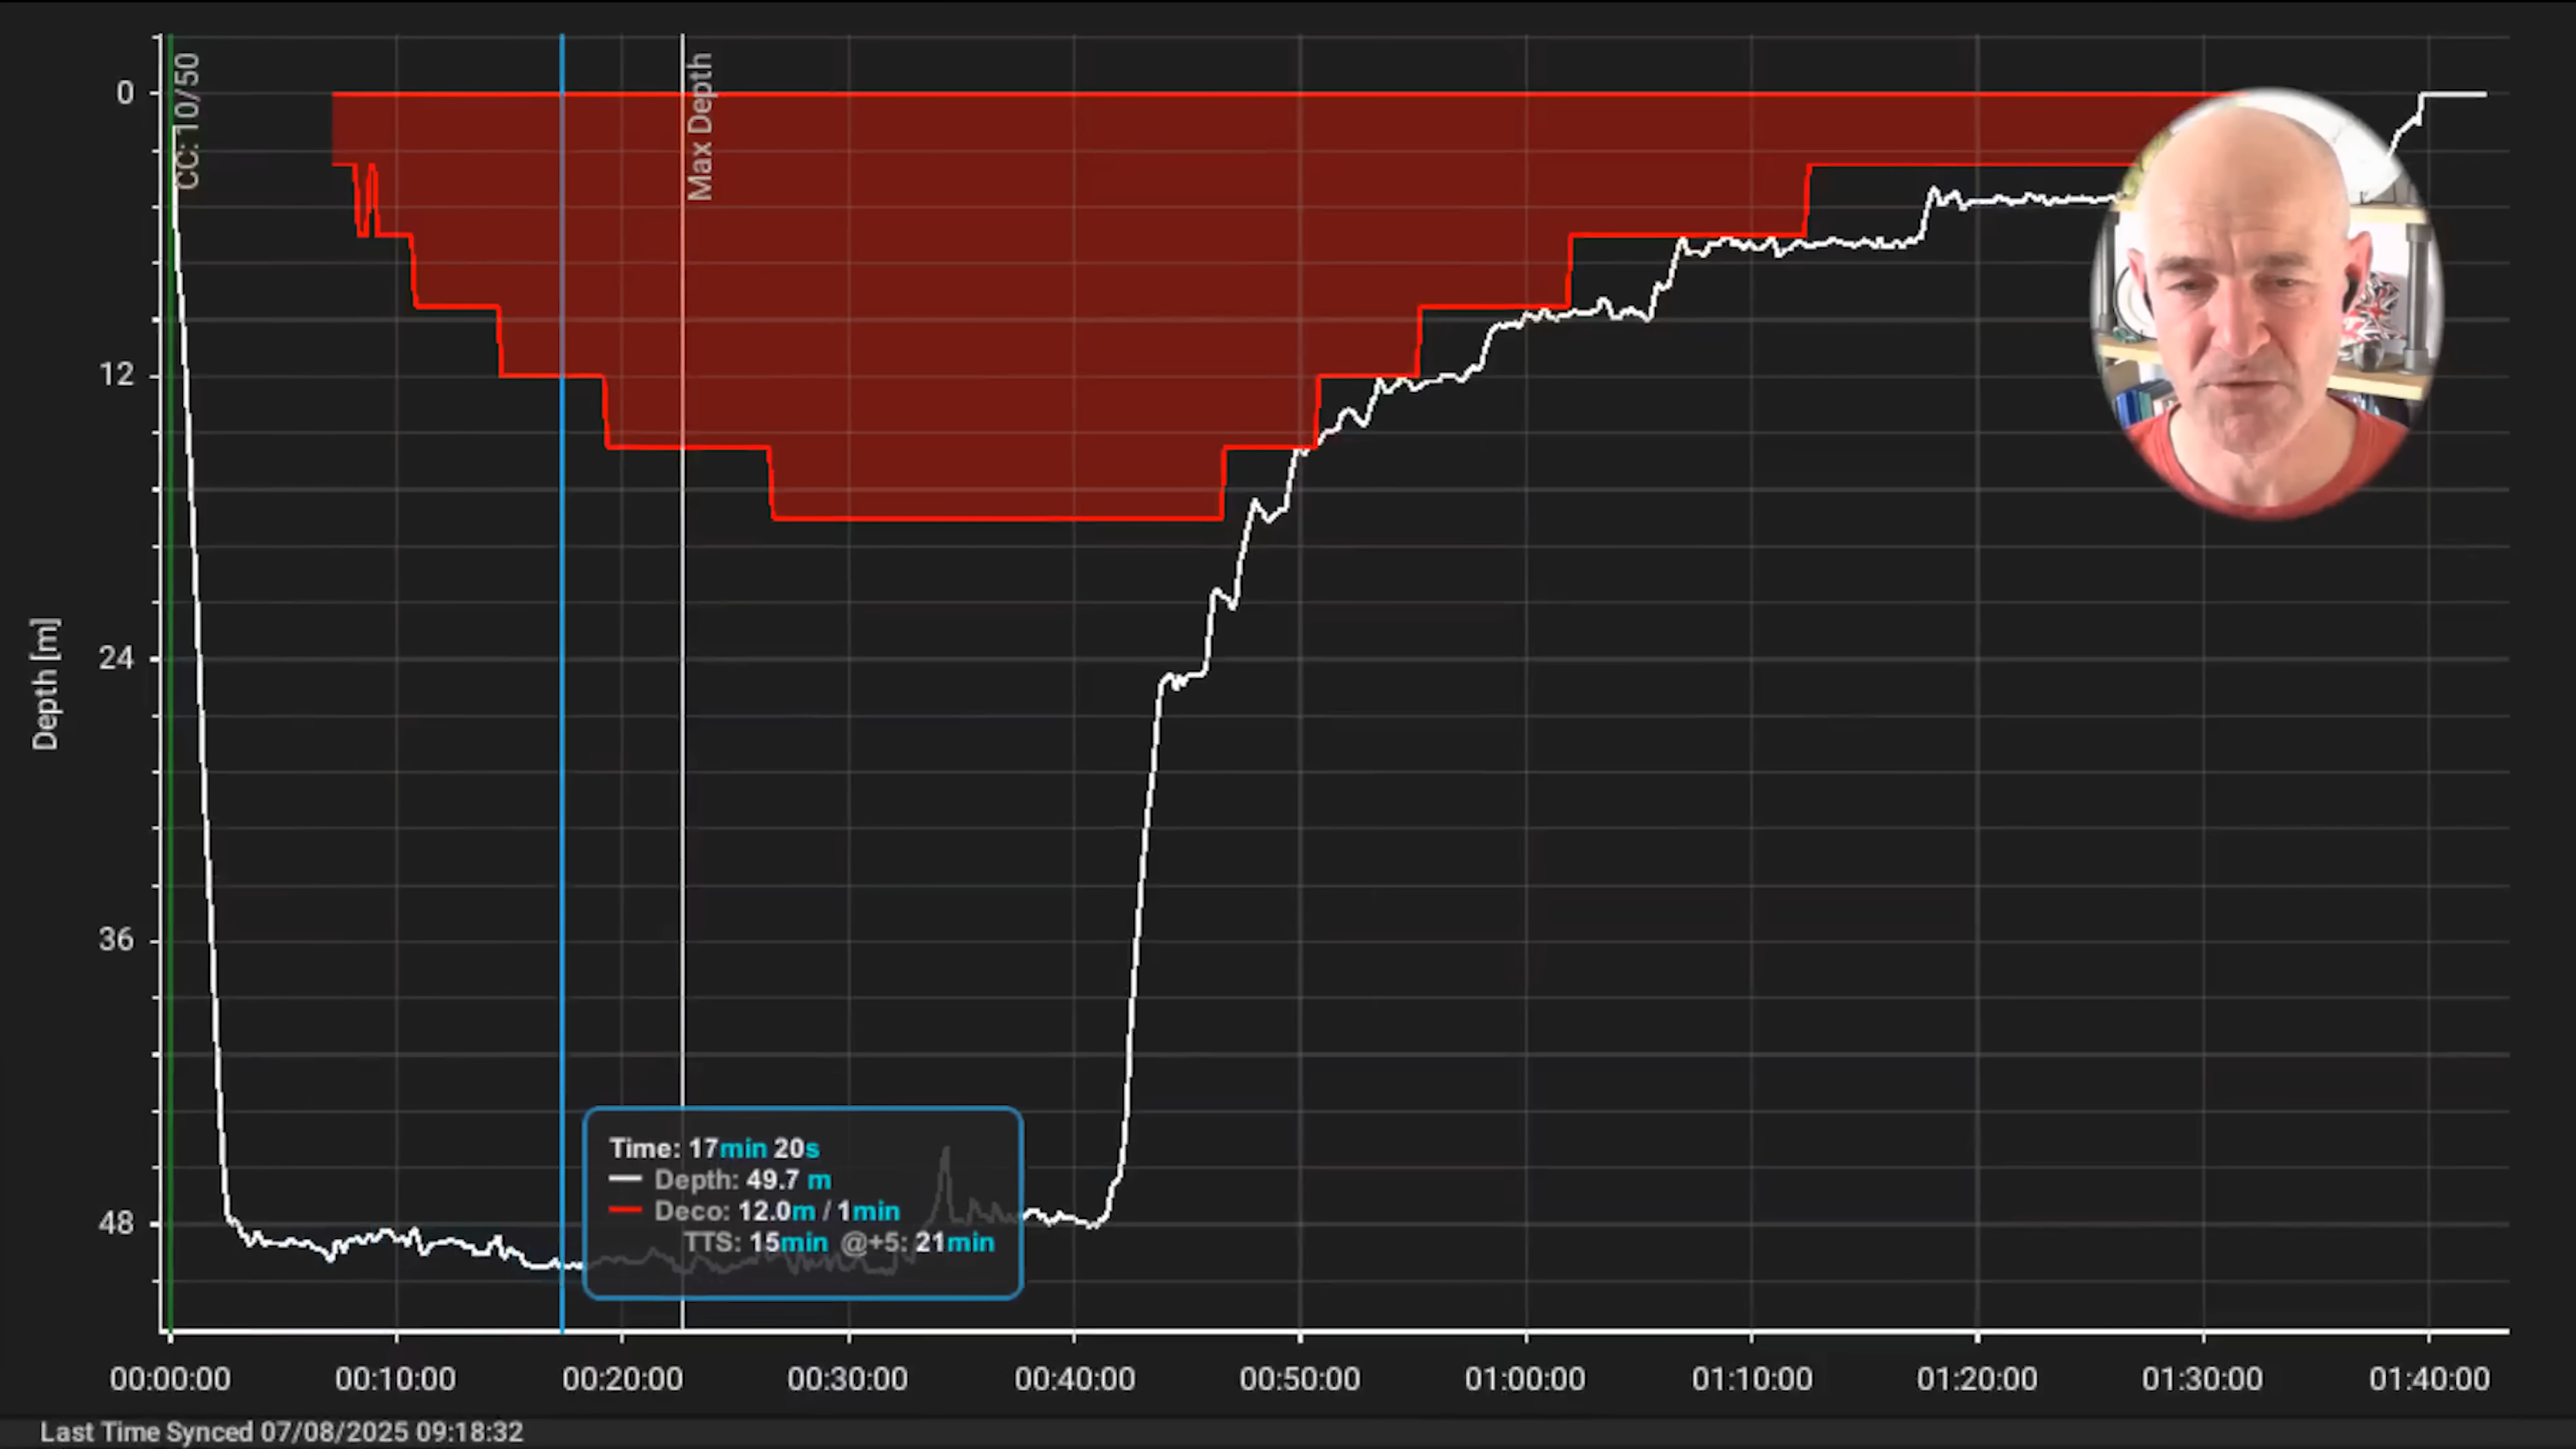 CC: 10/50
Max Depth
0
12
24
36
48
Depth [m]
Time: 17min 20s
Depth: 49.7 m
Deco: 12.0m / 1min
TTS: 15min @+5: 21min
00:00:00 00:10:00 00:20:00 00:30:00 00:40:00 00:50:00 01:00:00 01:10:00 01:20:00 01:30:00 01:40:00
Last Time Synced 07/08/2025 09:18:32